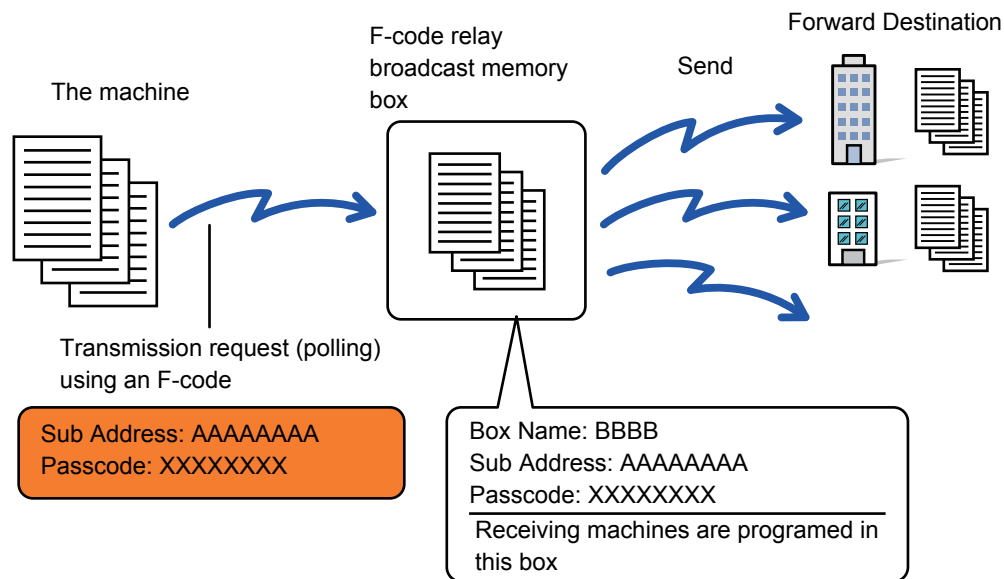 The machine
F-code relay
broadcast memory
box
Send
Forward Destination
Transmission request (polling)
using an F-code
Sub Address: AAAAAAAA
Passcode: XXXXXXXX
Box Name: BBBB
Sub Address: AAAAAAAA
Passcode: XXXXXXXX
Receiving machines are programed in
this box